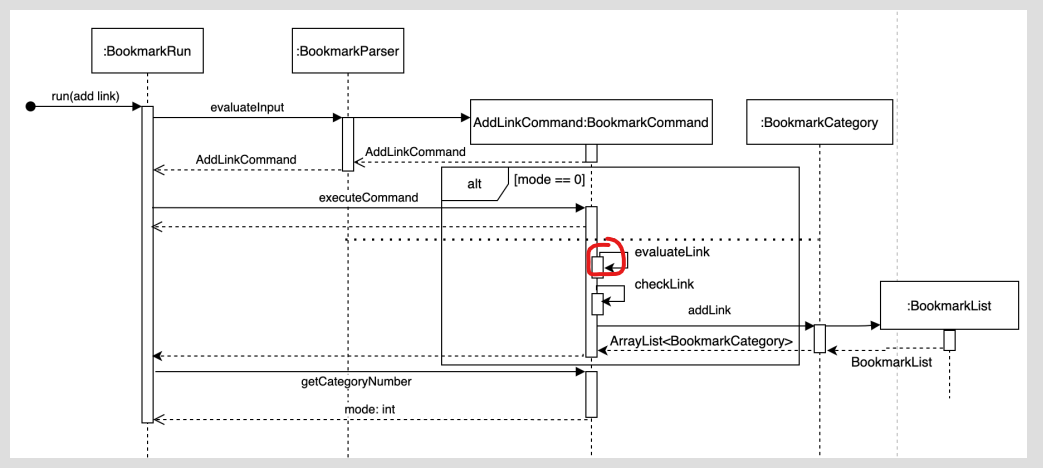 :BookmarkRun
:BookmarkParser
run(add link)
evaluateInput
AddLinkCommand:BookmarkCommand
:BookmarkCategory
AddLinkCommand
AddLinkCommand
alt
[mode == 0]
executeCommand
evaluateLink
checkLink
addLink
:BookmarkList
ArrayList<BookmarkCategory>
BookmarkList
getCategoryNumber
mode: int